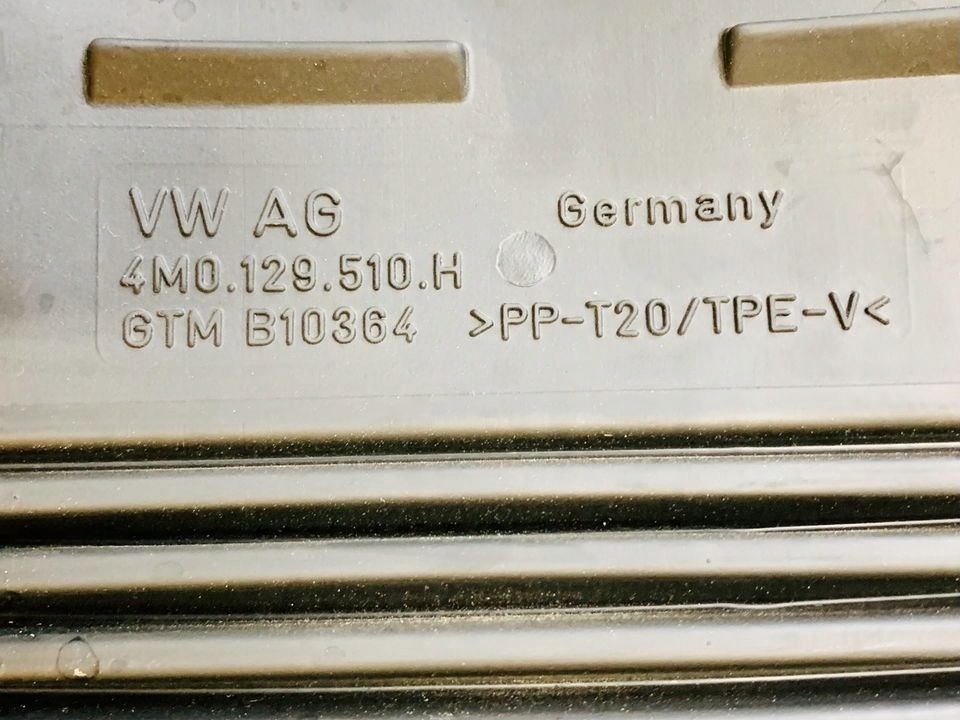 VW AG Germany
4M0.129.510.H
GTM B10364 >PP-T20/TPE-V<